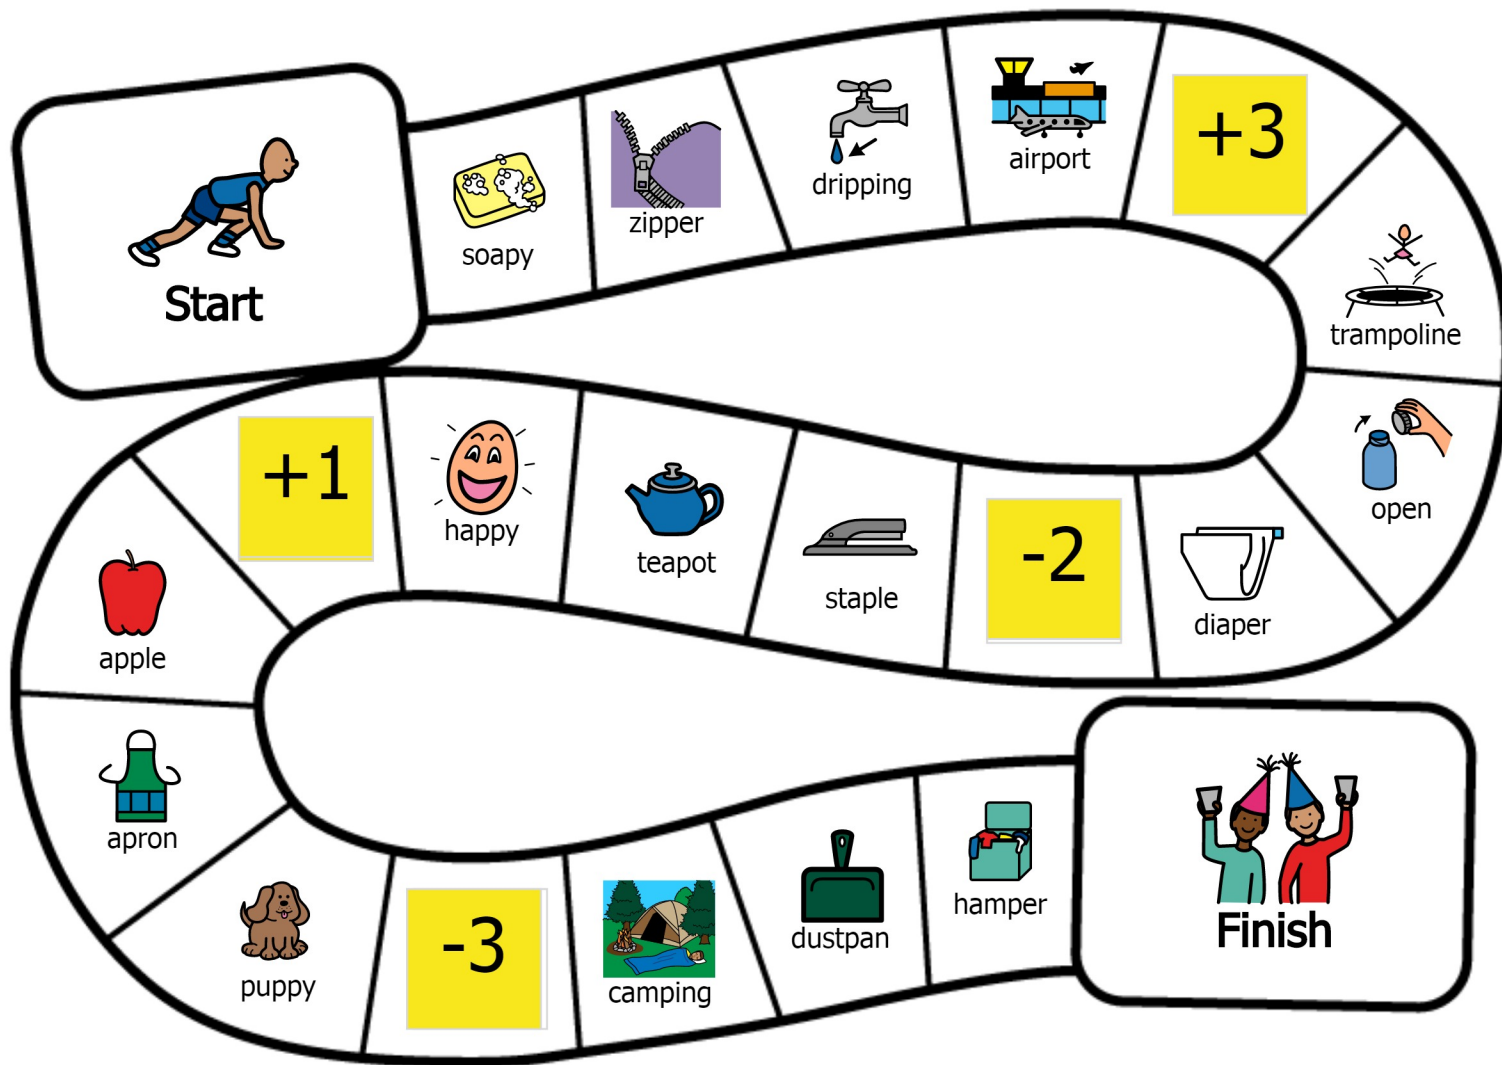 Start
soapy
zipper
dripping
airport
+3
trampoline
open
diaper
-2
staple
teapot
happy
+1
apple
apron
puppy
-3
camping
dustpan
hamper
Finish